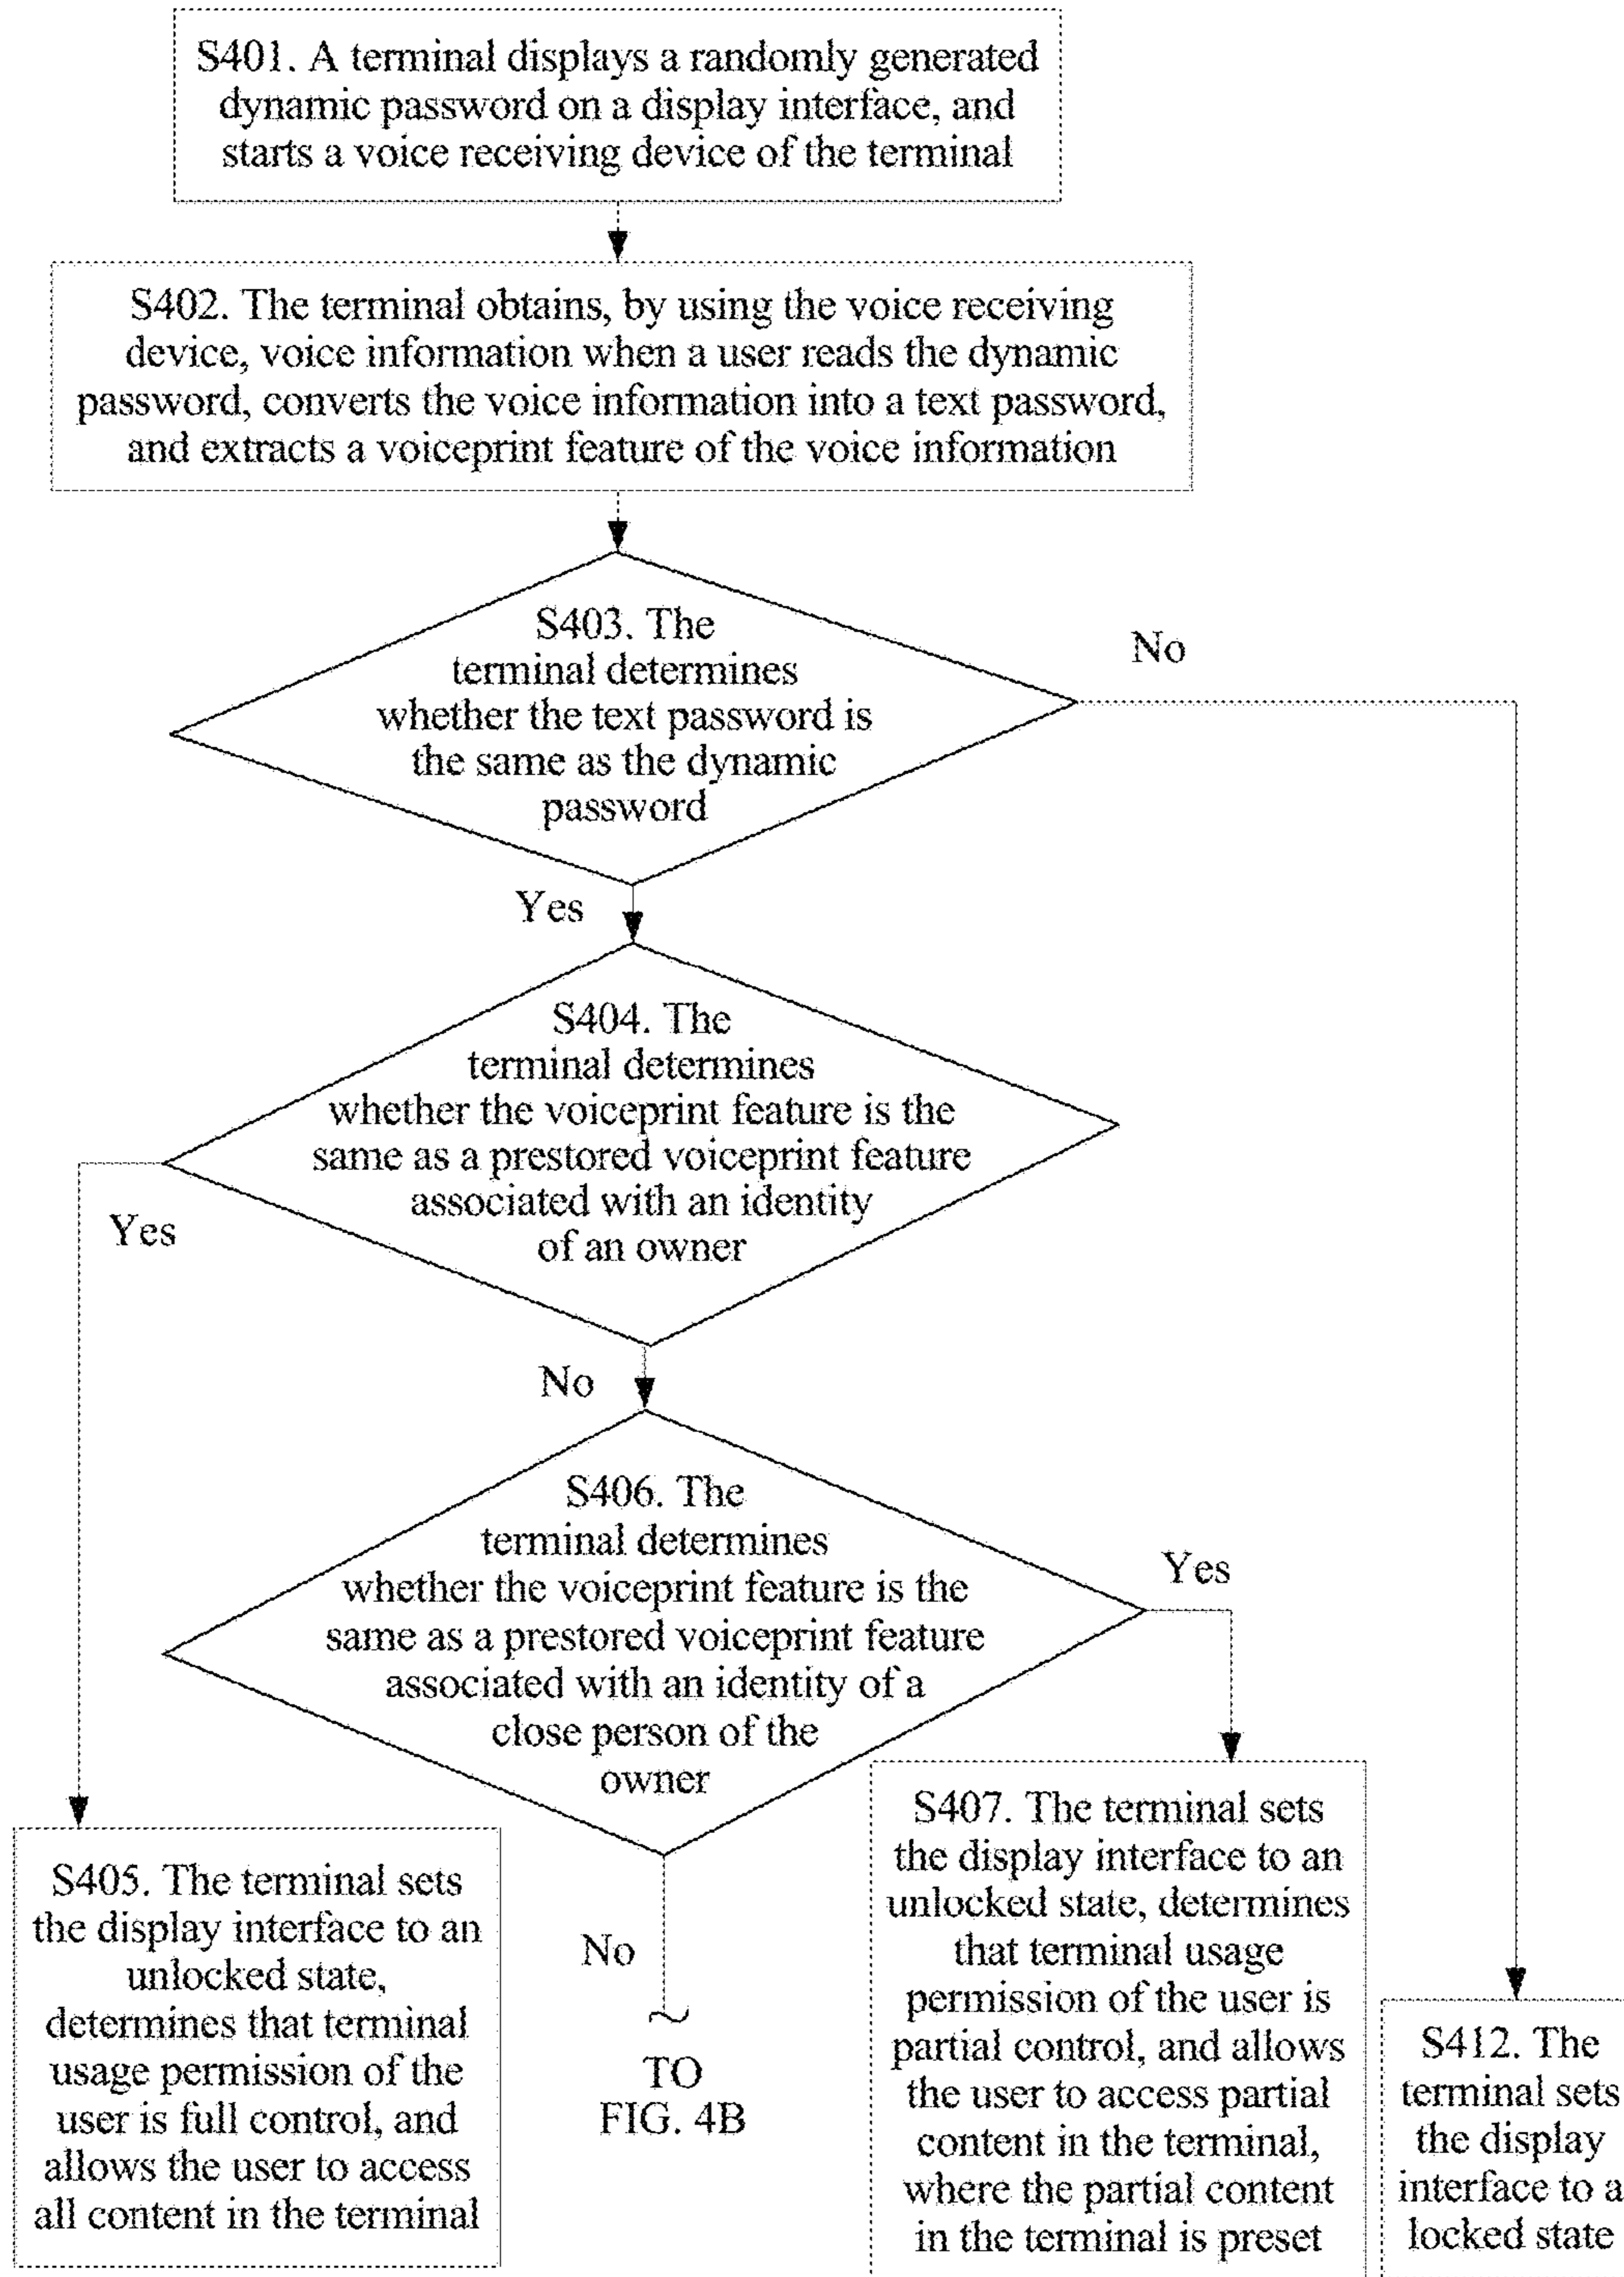 S401. A terminal displays a randomly generated
dynamic password on a display interface, and
starts a voice receiving device of the terminal
S402. The terminal obtains, by using the voice receiving
device, voice information when a user reads the dynamic
password, converts the voice information into a text password,
and extracts a voiceprint feature of the voice information
S403. The
terminal determines
whether the text password is
the same as the dynamic
password
No
Yes
S404. The
terminal determines
whether the voiceprint feature is the
same as a prestored voiceprint feature
associated with an identity
of an owner
Yes
No
S406. The
terminal determines
whether the voiceprint feature is the
same as a prestored voiceprint feature
associated with an identity of a
close person of the
owner
Yes
No
~
TO
FIG. 4B
S405. The terminal sets
the display interface to an
unlocked state,
determines that terminal
usage permission of the
user is full control, and
allows the user to access
all content in the terminal
S407. The terminal sets
the display interface to an
unlocked state, determines
that terminal usage
permission of the user is
partial control, and allows
the user to access partial
content in the terminal,
where the partial content
in the terminal is preset
S412. The
terminal sets
the display
interface to a
locked state